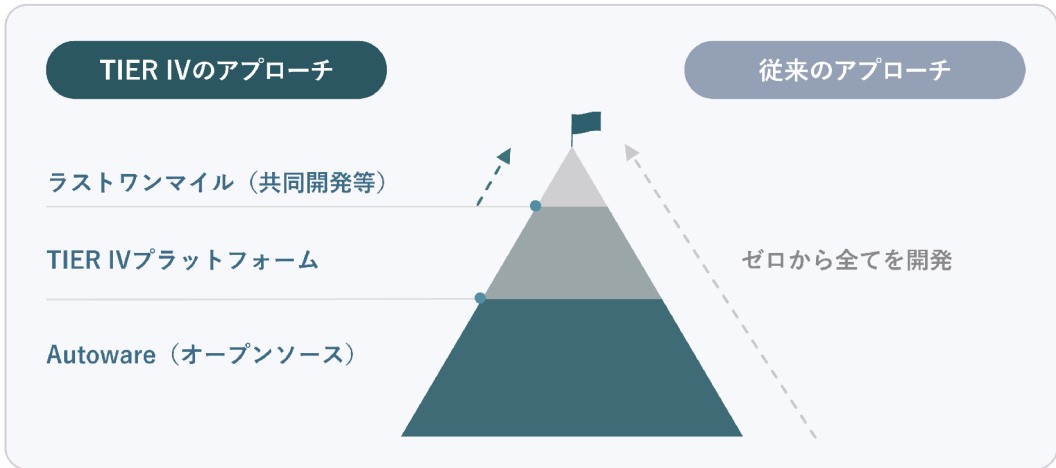 TIER IVのアプローチ
従来のアプローチ
ラストワンマイル（共同開発等）
TIER IVプラットフォーム
ゼロから全てを開発
Autoware（オープンソース）